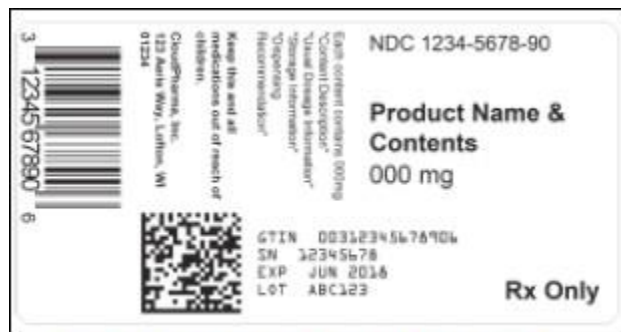 3 1234567890 6
Keep this and all
medications out of reach of
children.
CloudPharma, Inc.
123 Aeris Way, Lofton, WI
01234
Each content contains 000mg
*Content Description*
*Usual Dosage Information*
*Storage Information*
*Dispensing
Recommendation*
NDC 1234-5678-90
Product Name &
Contents
000 mg
GTIN 00312345678906
SN 12345678
EXP JUN 2018
LOT ABC123
Rx Only